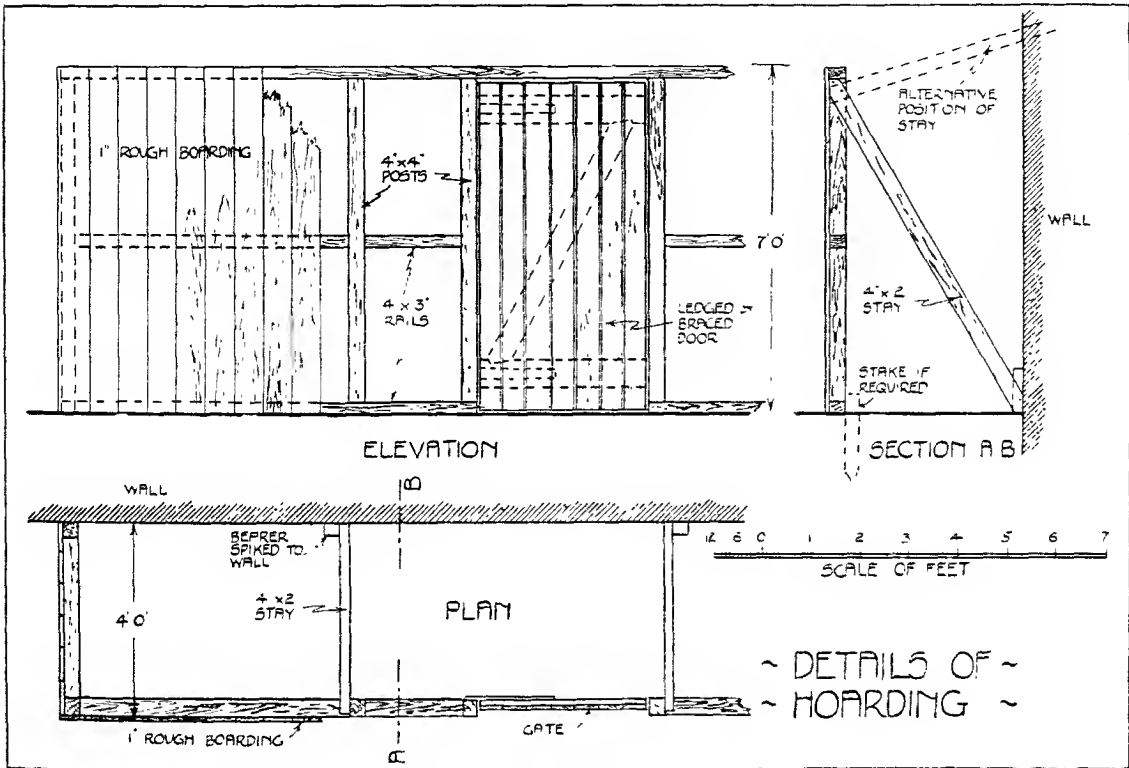 1" ROUGH BOARDING
4"x4"
POSTS
4 x 3"
RAILS
LEDGED &
BRACED
DOOR
7'0"
ELEVATION
ALTERNATIVE
POSITION OF
STAY
WALL
4"x 2
STAY
STAKE IF
REQUIRED
SECTION A B
WALL
B
BEARER
SPIKED TO
WALL
4 x2
STAY
4'0"
PLAN
A
1" ROUGH BOARDING
GATE
12 6 0 1 2 3 4 5 6 7
SCALE OF FEET
~ DETAILS OF ~
~ HOARDING ~